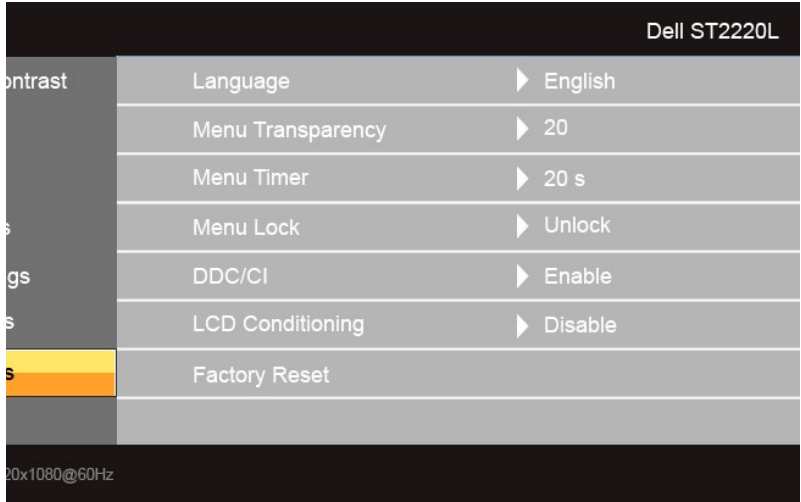 Dell ST2220L
ontrast
Language English
Menu Transparency 20
Menu Timer 20 s
s
Menu Lock Unlock
gs
DDC/CI Enable
s
LCD Conditioning Disable
s
Factory Reset
20x1080@60Hz